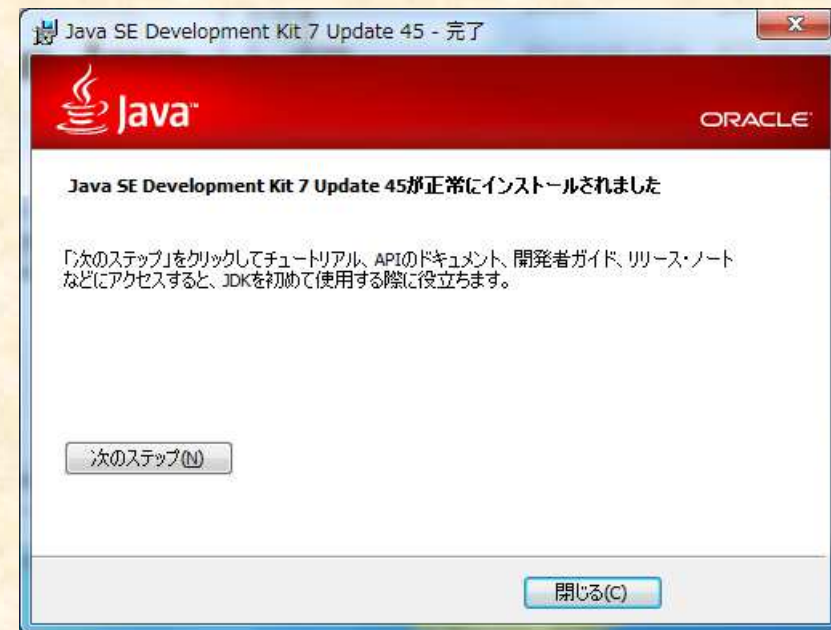 Java SE Development Kit 7 Update 45 - 完了
Java™
ORACLE®
Java SE Development Kit 7 Update 45が正常にインストールされました
「次のステップ」をクリックしてチュートリアル、APIのドキュメント、開発者ガイド、リリース・ノート
などにアクセスすると、JDKを初めて使用する際に役立ちます。
次のステップ(N)
閉じる(C)